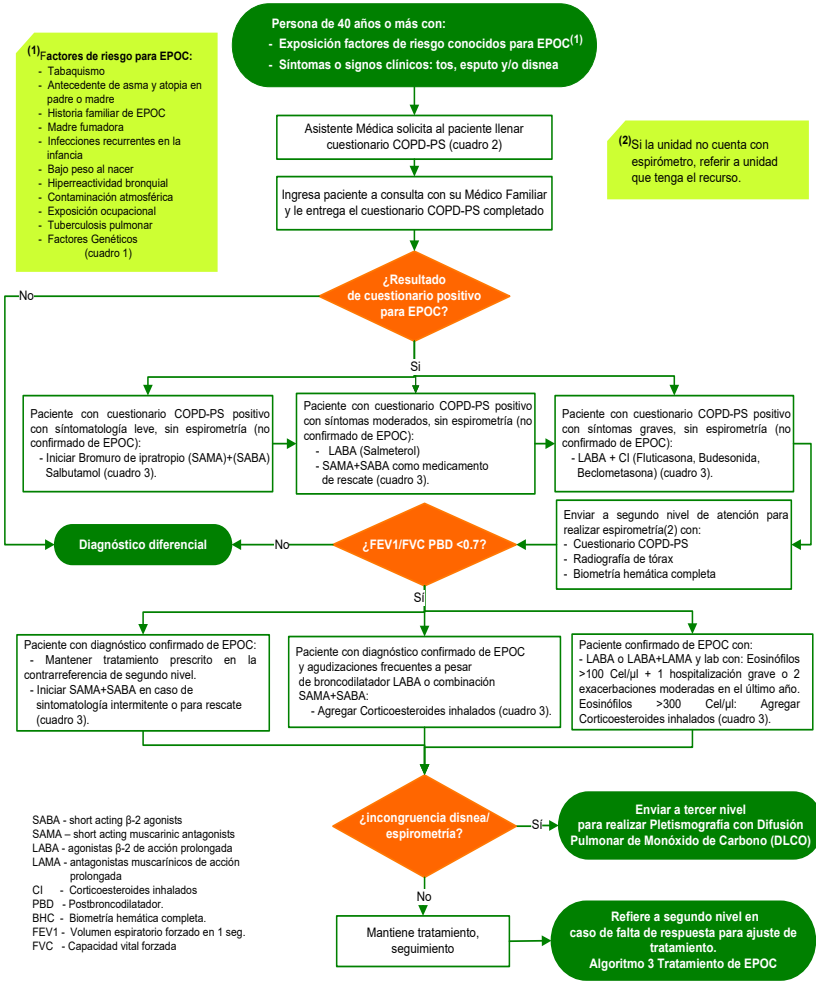 Persona de 40 años o más con:
- Exposición factores de riesgo conocidos para EPOC(1)
- Síntomas o signos clínicos: tos, esputo y/o disnea
(1)Factores de riesgo para EPOC:
- Tabaquismo
- Antecedente de asma y atopia en
padre o madre
- Historia familiar de EPOC
- Madre fumadora
- Infecciones recurrentes en la
infancia
- Bajo peso al nacer
- Hiperreactividad bronquial
- Contaminación atmosférica
- Exposición ocupacional
- Tuberculosis pulmonar
- Factores Genéticos
(cuadro 1)
Asistente Médica solicita al paciente llenar
cuestionario COPD-PS (cuadro 2)
(2)Si la unidad no cuenta con
espirómetro, referir a unidad
que tenga el recurso.
Ingresa paciente a consulta con su Médico Familiar
y le entrega el cuestionario COPD-PS completado
¿Resultado
de cuestionario positivo
para EPOC?
No
Si
Paciente con cuestionario COPD-PS positivo
con síntomatología leve, sin espirometría (no
confirmado de EPOC):
- Iniciar Bromuro de ipratropio (SAMA)+(SABA)
Salbutamol (cuadro 3).
Paciente con cuestionario COPD-PS positivo
con síntomas moderados, sin espirometría (no
confirmado de EPOC):
- LABA (Salmeterol)
- SAMA+SABA como medicamento
de rescate (cuadro 3).
Paciente con cuestionario COPD-PS positivo
con síntomas graves, sin espirometría (no
confirmado de EPOC):
- LABA + CI (Fluticasona, Budesonida,
Beclometasona) (cuadro 3).
Enviar a segundo nivel de atención para
realizar espirometría(2) con:
- Cuestionario COPD-PS
- Radiografía de tórax
- Biometría hemática completa
¿FEV1/FVC PBD <0.7?
No
Diagnóstico diferencial
Sí
Paciente con diagnóstico confirmado de EPOC:
- Mantener tratamiento prescrito en la
contrarreferencia de segundo nivel.
- Iniciar SAMA+SABA en caso de
sintomatología intermitente o para rescate
(cuadro 3).
Paciente con diagnóstico confirmado de EPOC
y agudizaciones frecuentes a pesar
de broncodilatador LABA o combinación
SAMA+SABA:
- Agregar Corticoesteroides inhalados (cuadro 3).
Paciente confirmado de EPOC con:
- LABA o LABA+LAMA y lab con: Eosinófilos
>100 Cel/µl + 1 hospitalización grave o 2
exacerbaciones moderadas en el último año.
Eosinófilos >300 Cel/µl: Agregar
Corticoesteroides inhalados (cuadro 3).
¿incongruencia disnea/
espirometría?
Sí
Enviar a tercer nivel
para realizar Pletismografía con Difusión
Pulmonar de Monóxido de Carbono (DLCO)
No
Mantiene tratamiento,
seguimiento
Refiere a segundo nivel en
caso de falta de respuesta para ajuste de
tratamiento.
Algoritmo 3 Tratamiento de EPOC
SABA - short acting β-2 agonists
SAMA – short acting muscarinic antagonists
LABA - agonistas β-2 de acción prolongada
LAMA - antagonistas muscarínicos de acción
prolongada
CI - Corticoesteroides inhalados
PBD - Postbroncodilatador.
BHC - Biometría hemática completa.
FEV1 - Volumen espiratorio forzado en 1 seg.
FVC - Capacidad vital forzada